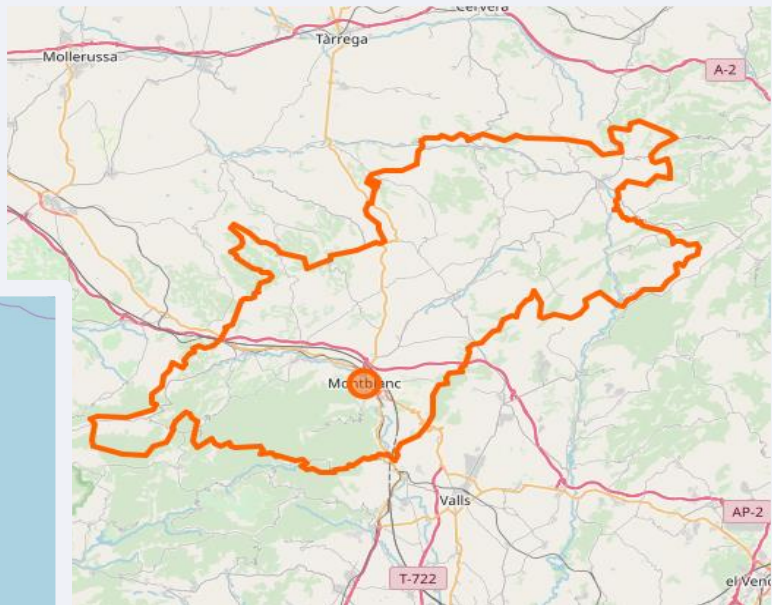 Cervera
Tàrrega
Mollerussa
A-2
Montblanc
Valls
AP-2
T-722
el Vend